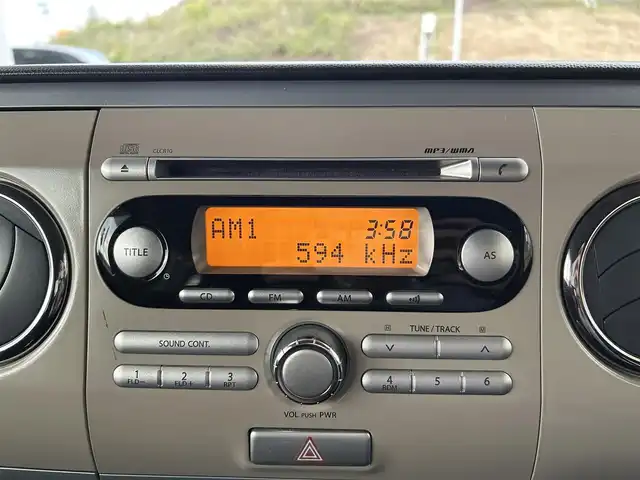 CLCR10
MP3/WMA
TITLE
AM1 3:58
594 kHz
AS
CD FM AM
SOUND CONT.
TUNE / TRACK
1 FLD− 2 FLD+ 3 RPT
4 RDM 5 6
VOL PUSH PWR